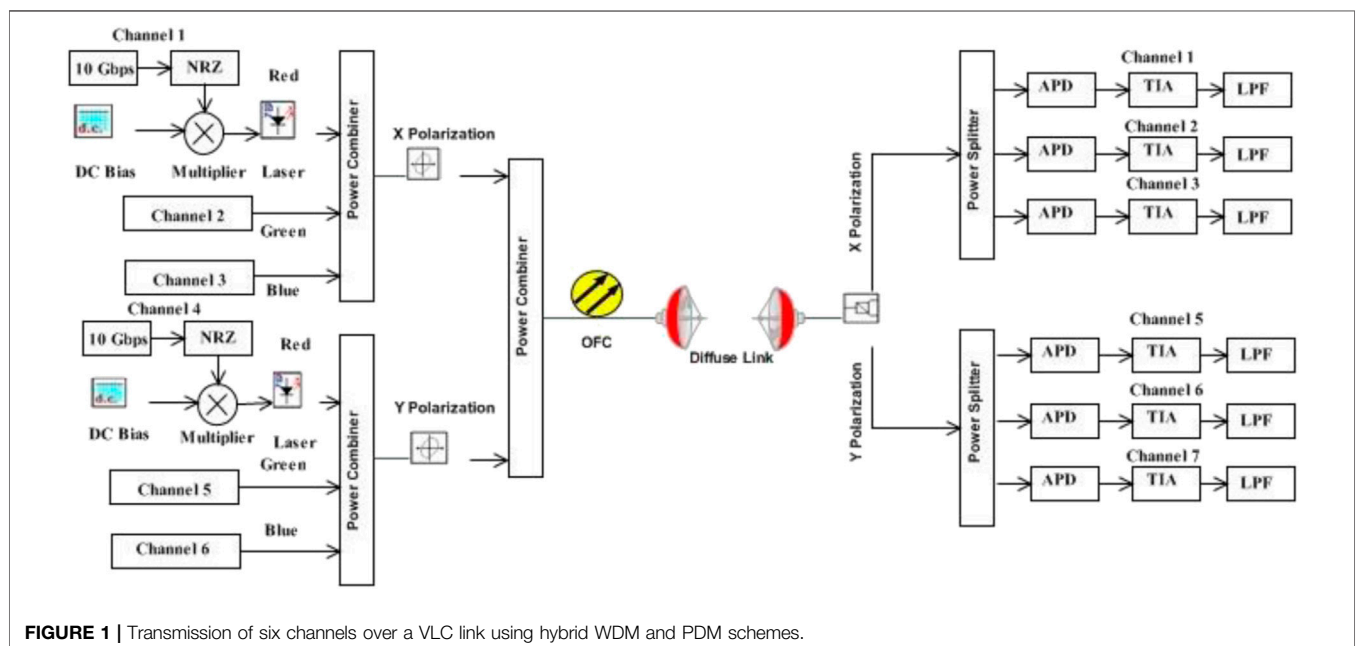 Channel 1
10 Gbps
NRZ
Red
d.c.
DC Bias
Multiplier
Laser
Channel 2
Green
Channel 3
Blue
Power Combiner
X Polarization
Channel 4
10 Gbps
NRZ
Red
d.c.
DC Bias
Multiplier
Laser
Green
Channel 5
Blue
Channel 6
Power Combiner
Y Polarization
Power Combiner
OFC
Diffuse Link
X Polarization
Y Polarization
Power Splitter
Channel 1
APD
TIA
LPF
Channel 2
APD
TIA
LPF
Channel 3
APD
TIA
LPF
Power Splitter
Channel 5
APD
TIA
LPF
Channel 6
APD
TIA
LPF
Channel 7
APD
TIA
LPF
FIGURE 1 | Transmission of six channels over a VLC link using hybrid WDM and PDM schemes.